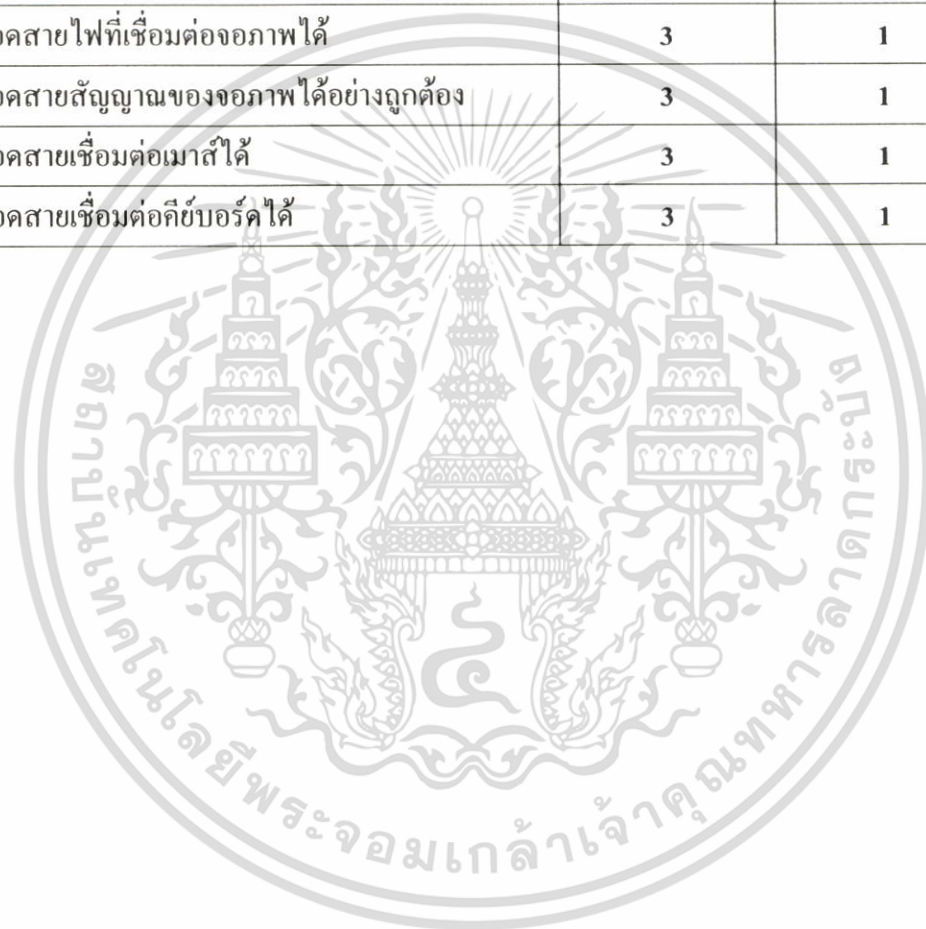 อดสายไฟที่เชื่อมต่อจอภาพได้ 3 1
อดสายสัญญาณของจอภาพได้อย่างถูกต้อง 3 1
อดสายเชื่อมต่อเมาส์ได้ 3 1
อดสายเชื่อมต่อคีย์บอร์ดได้ 3 1
สถาบันเทคโนโลยีพระจอมเกล้าเจ้าคุณทหารลาดกระบัง
๔